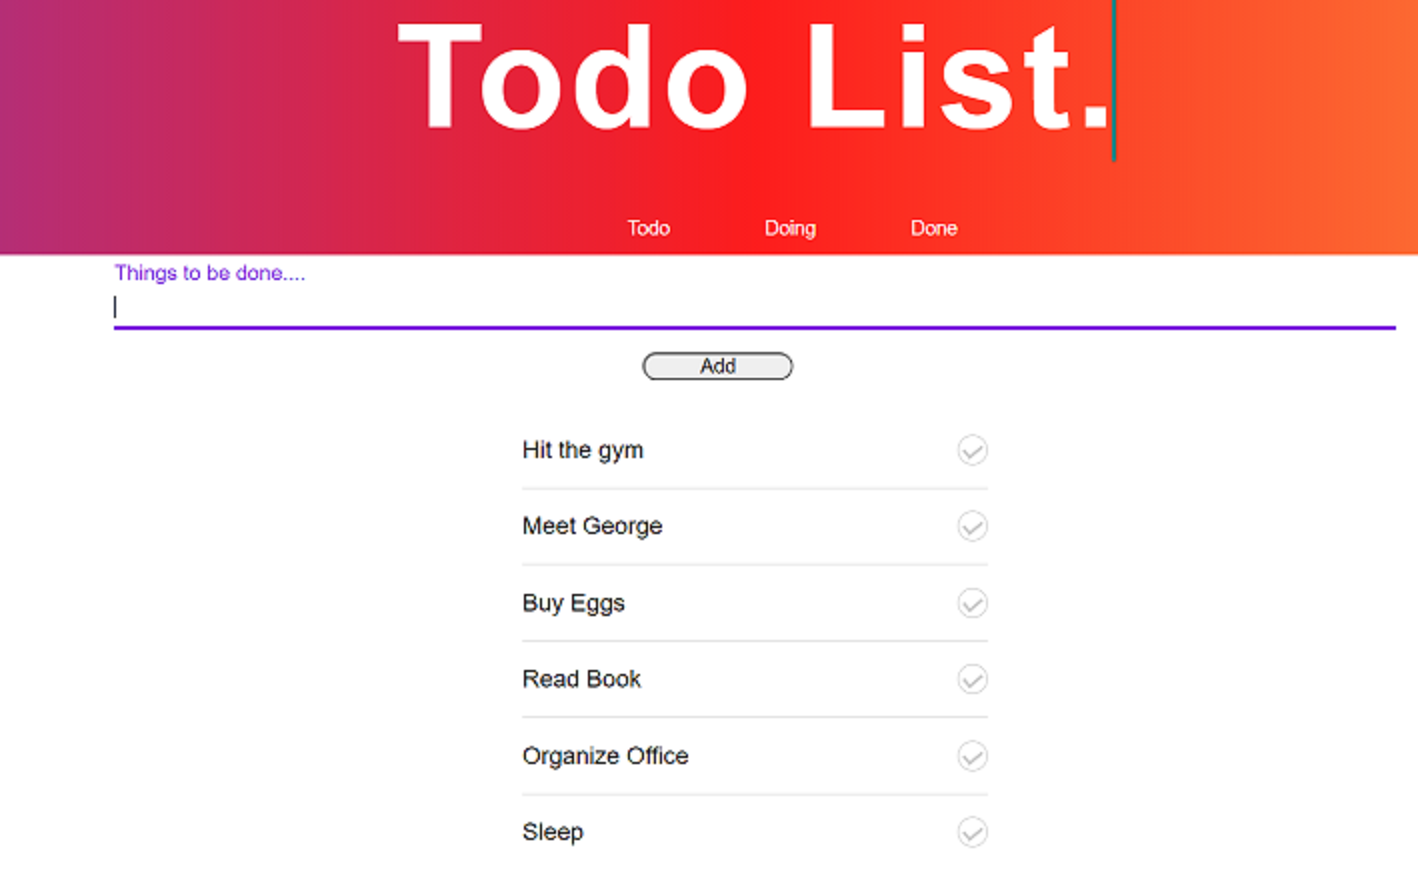 Todo List.
Todo Doing Done
Things to be done....
Add
Hit the gym
Meet George
Buy Eggs
Read Book
Organize Office
Sleep